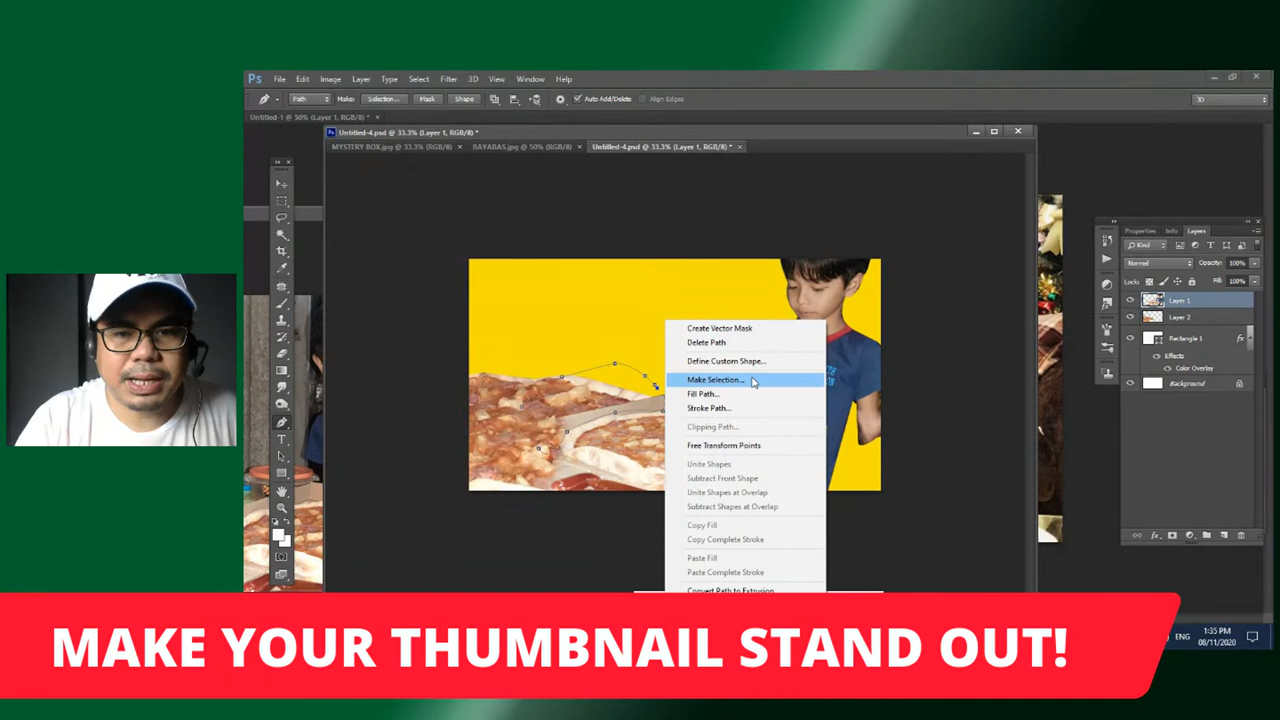 Ps File Edit Image Layer Type Select Filter 3D View Window Help
Path Make: Selection... Mask Shape Auto Add/Delete Align Edges 3D
Untitled-1 @ 50% (Layer 1, RGB/8) * ×
Ps Untitled-4.psd @ 33.3% (Layer 1, RGB/8) *
MYSTERY BOX.jpg @ 33.3% (RGB/8) × BAYABAS.jpg @ 50% (RGB/8) × Untitled-4.psd @ 33.3% (Layer 1, RGB/8) * ×
Properties Info Layers
Kind
Normal Opacity: 100%
Lock: Fill: 100%
Layer 1
Layer 2
Rectangle 1 fx
Effects
Color Overlay
Background
Create Vector Mask
Delete Path
Define Custom Shape...
Make Selection...
Fill Path...
Stroke Path...
Clipping Path...
Free Transform Points
Unite Shapes
Subtract Front Shape
Unite Shapes at Overlap
Subtract Shapes at Overlap
Copy Fill
Copy Complete Stroke
Paste Fill
Paste Complete Stroke
Convert Path to Extrusion
ENG 1:35 PM
08/11/2020
MAKE YOUR THUMBNAIL STAND OUT!